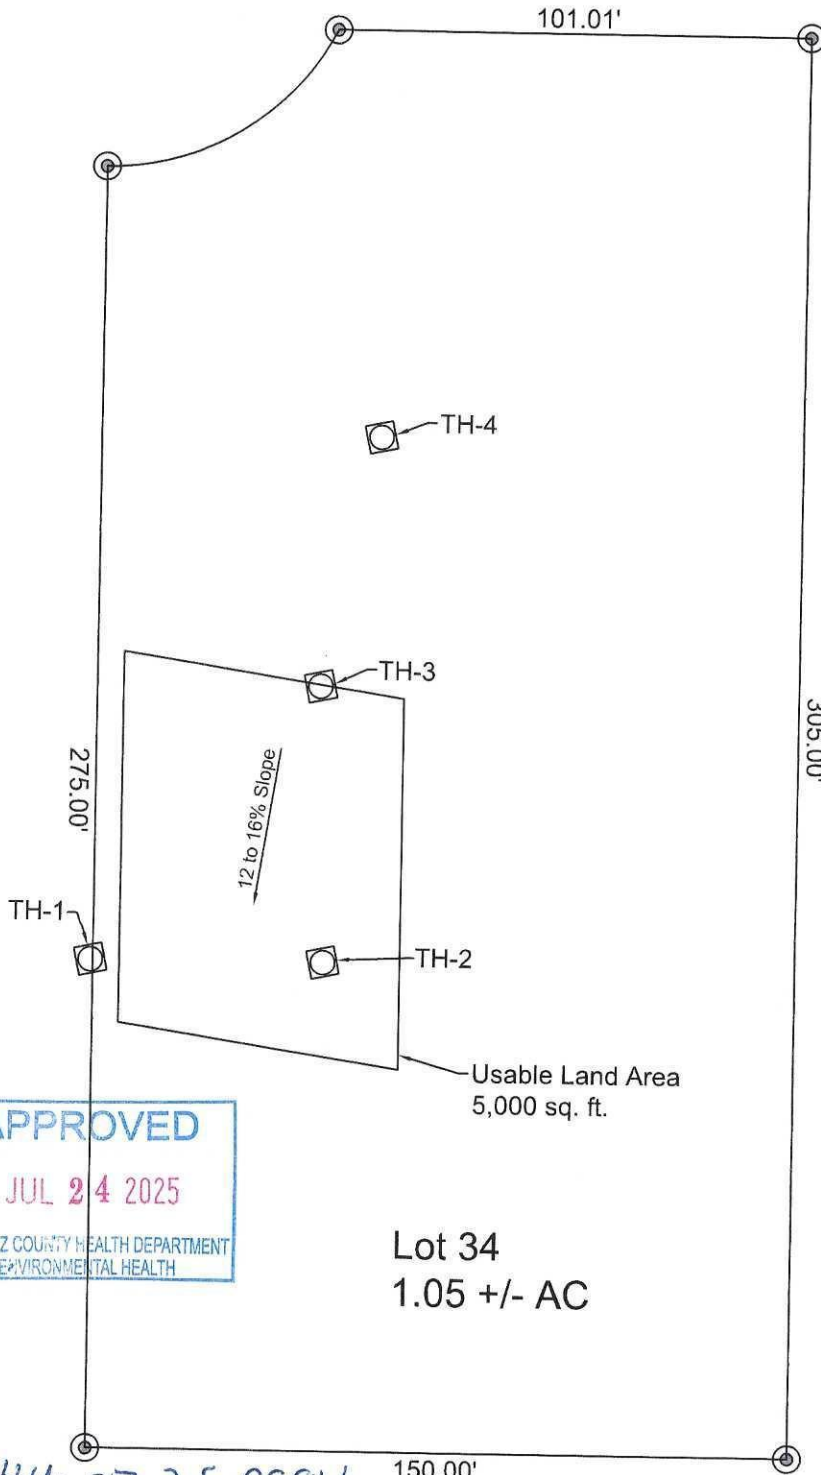 101.01'
TH-4
TH-3
305.00'
275.00'
12 to 16% Slope
TH-1
TH-2
Usable Land Area
5,000 sq. ft.
APPROVED
JUL 24 2025
Z COUNTY HEALTH DEPARTMENT
ENVIRONMENTAL HEALTH
Lot 34
1.05 +/- AC
150.00'